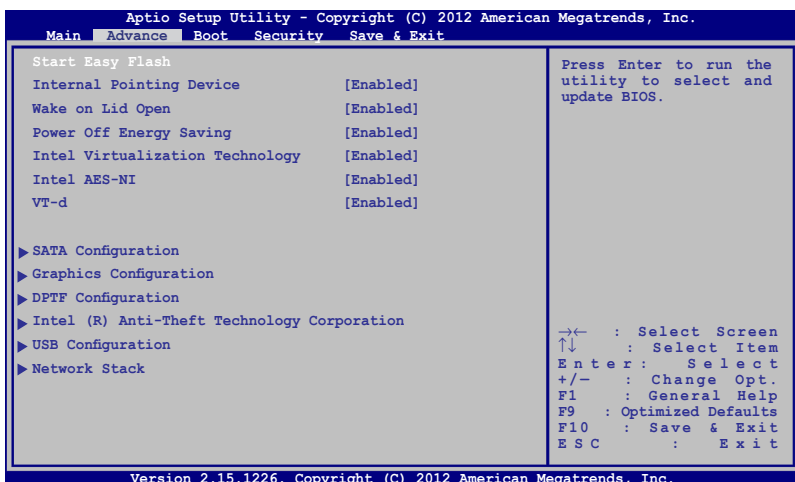 Aptio Setup Utility - Copyright (C) 2012 American Megatrends, Inc.
Main Advance Boot Security Save & Exit
Start Easy Flash
Internal Pointing Device [Enabled]
Wake on Lid Open [Enabled]
Power Off Energy Saving [Enabled]
Intel Virtualization Technology [Enabled]
Intel AES-NI [Enabled]
VT-d [Enabled]
SATA Configuration
Graphics Configuration
DPTF Configuration
Intel (R) Anti-Theft Technology Corporation
USB Configuration
Network Stack
Press Enter to run the
utility to select and
update BIOS.
→← : Select Screen
↑↓ : Select Item
Enter: Select
+/— : Change Opt.
F1 : General Help
F9 : Optimized Defaults
F10 : Save & Exit
ESC : Exit
Version 2.15.1226. Copyright (C) 2012 American Megatrends, Inc.